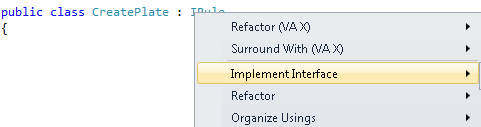 public class CreatePlate : IRule
{
Refactor (VA X)
Surround With (VA X)
Implement Interface
Refactor
Organize Usings